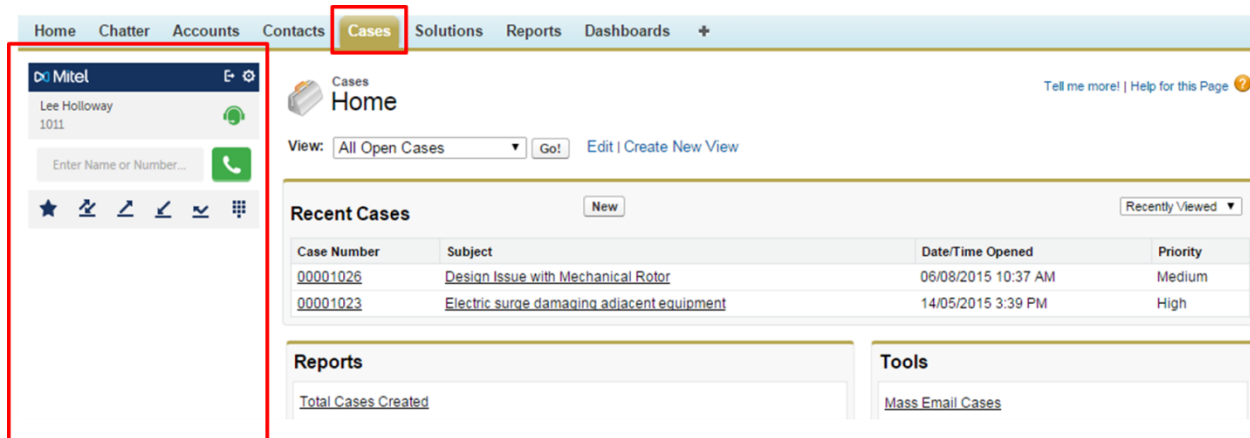 Home Chatter Accounts Contacts Cases Solutions Reports Dashboards +
Mitel
Lee Holloway
1011
Enter Name or Number...
Cases
Home
Tell me more! | Help for this Page ?
View: All Open Cases ▼ Go! Edit | Create New View
Recent Cases New Recently Viewed ▼
Case Number Subject Date/Time Opened Priority
00001026 Design Issue with Mechanical Rotor 06/08/2015 10:37 AM Medium
00001023 Electric surge damaging adjacent equipment 14/05/2015 3:39 PM High
Reports Tools
Total Cases Created Mass Email Cases